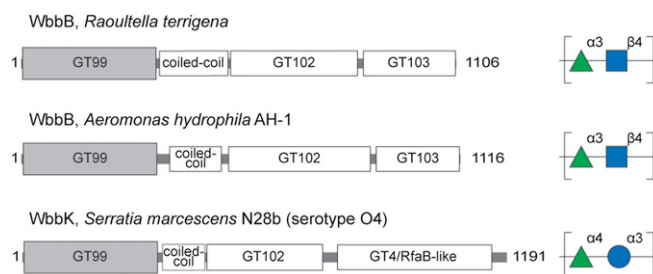 WbbB, Raoultella terrigena
1 GT99 coiled-coil GT102 GT103 1106 α3 β4
WbbB, Aeromonas hydrophila AH-1
1 GT99 coiled-
coil GT102 GT103 1116 α3 β4
WbbK, Serratia marcescens N28b (serotype O4)
1 GT99 coiled-
coil GT102 GT4/RfaB-like 1191 α4 α3